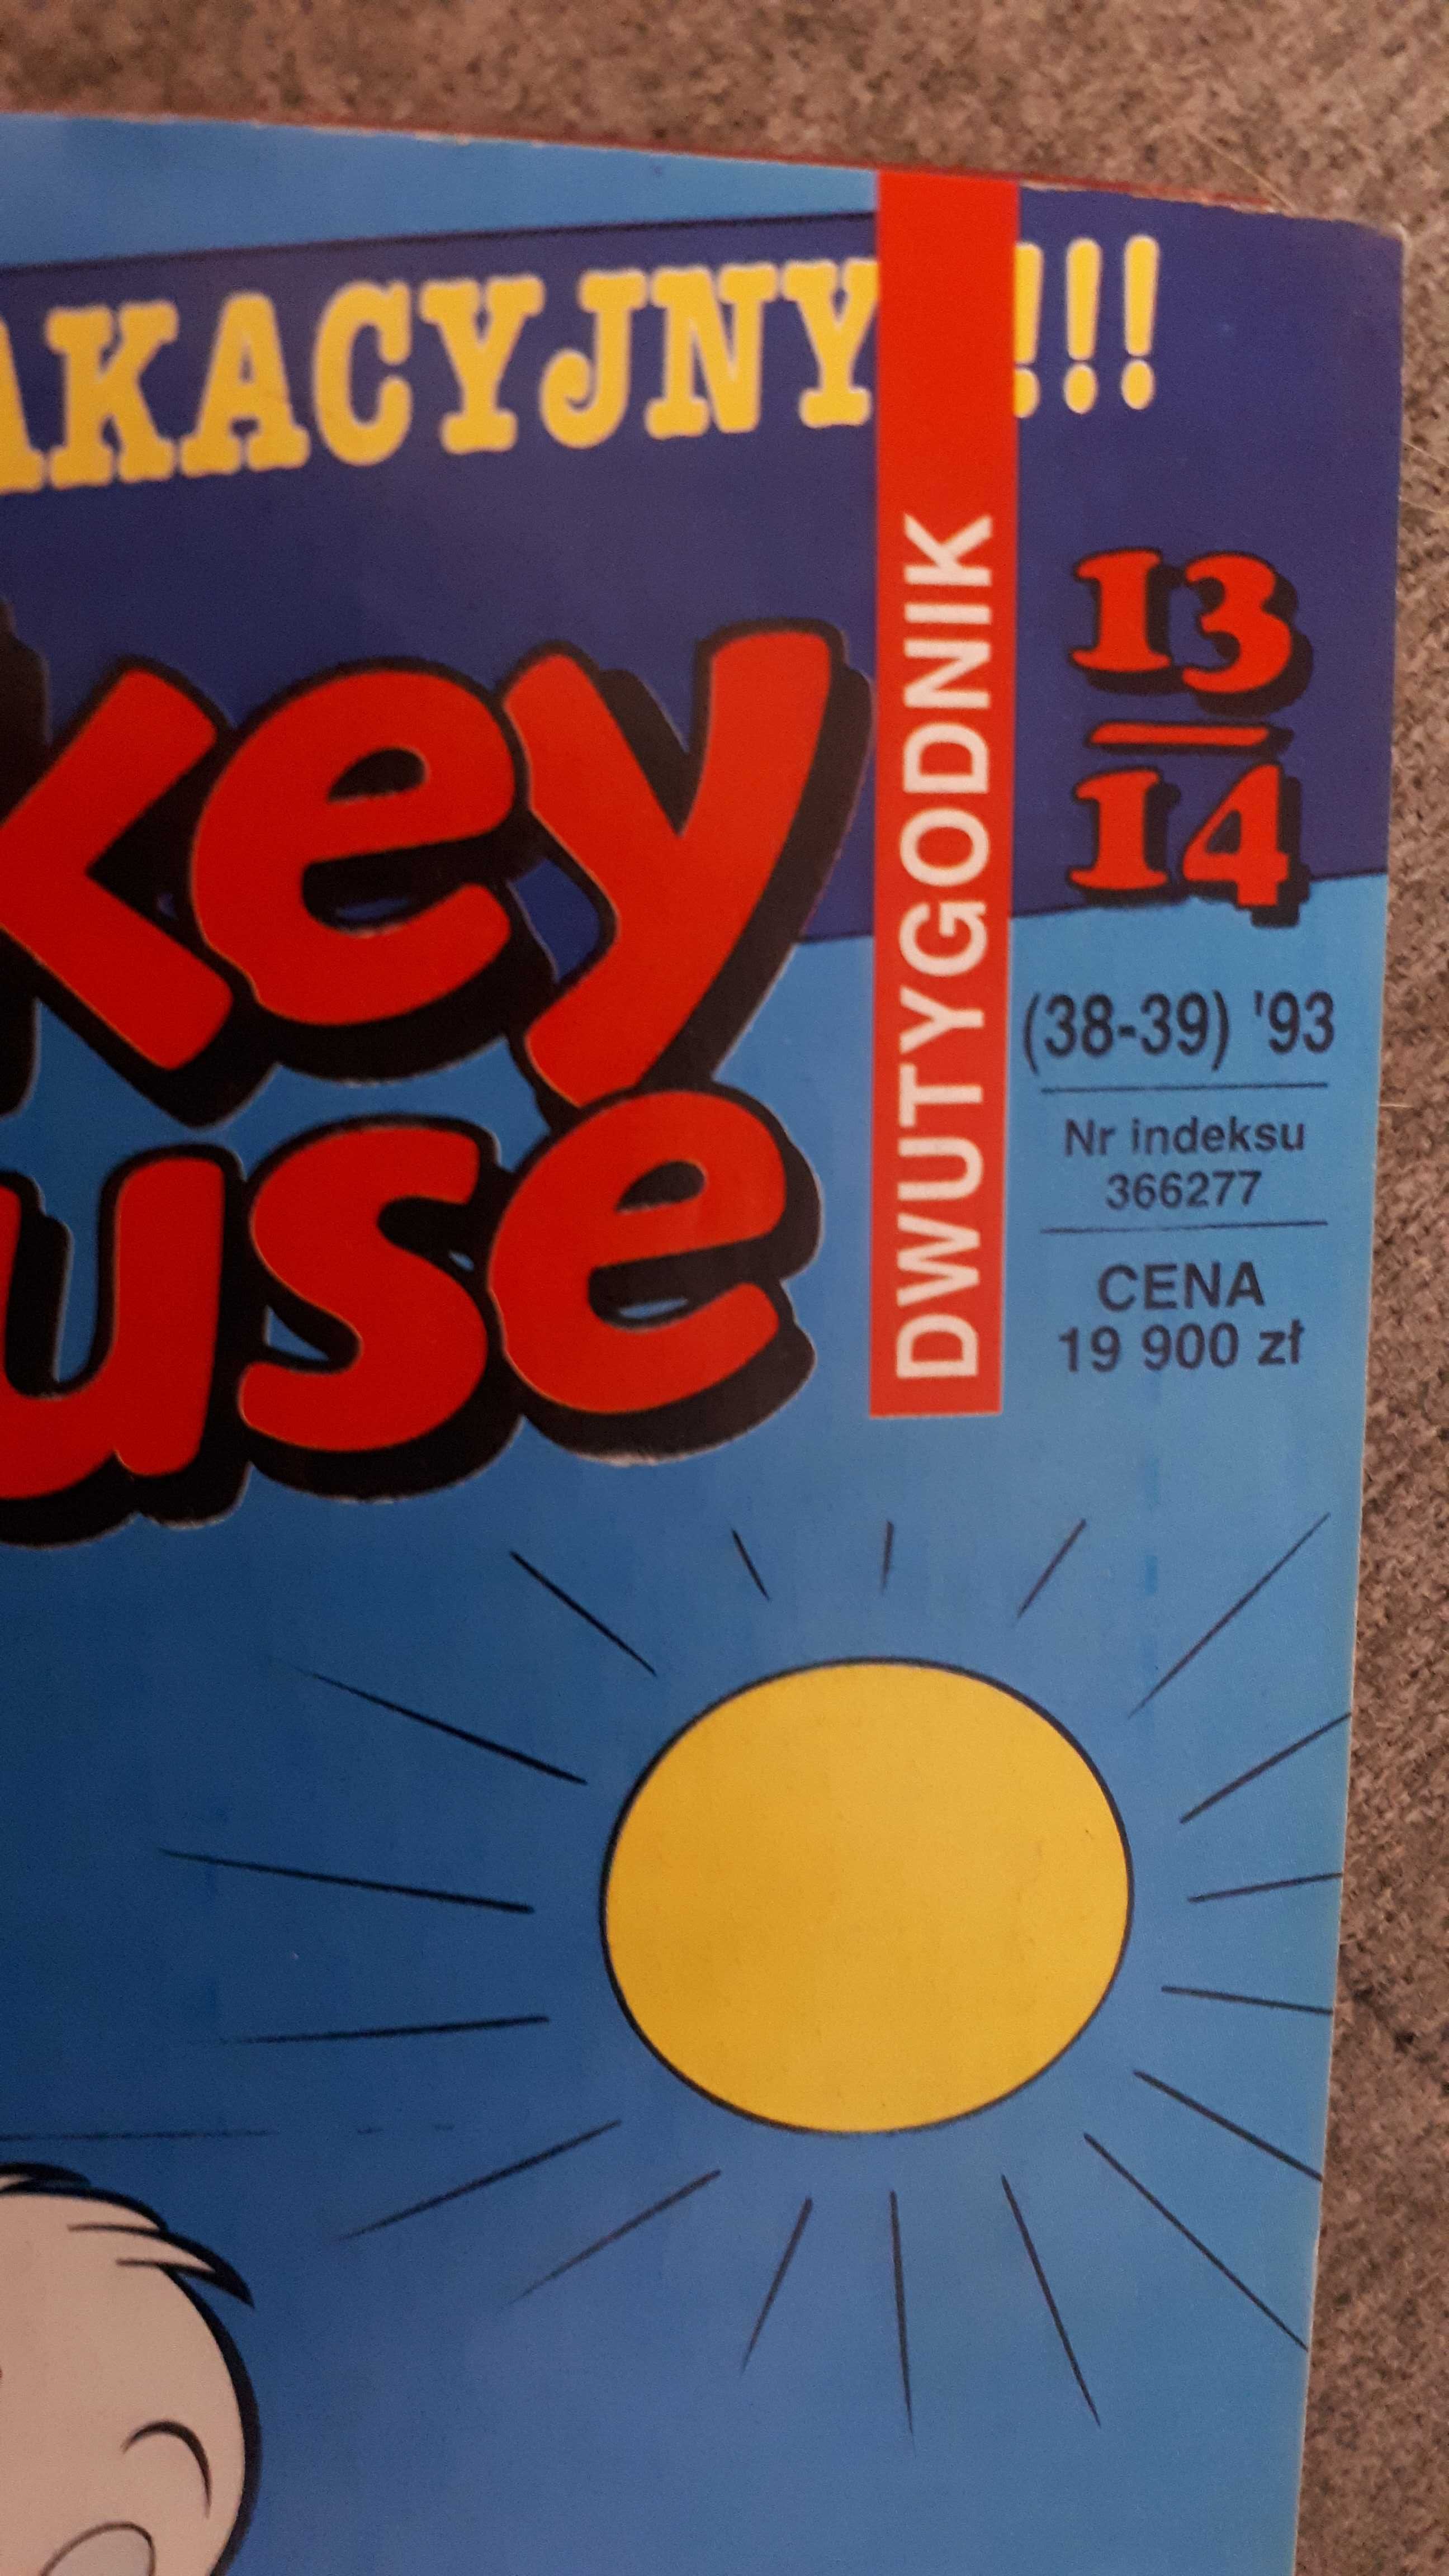 AKACYJNY !!!
key
use
DWUTYGODNIK
13
14
(38-39) '93
Nr indeksu
366277
CENA
19 900 zł